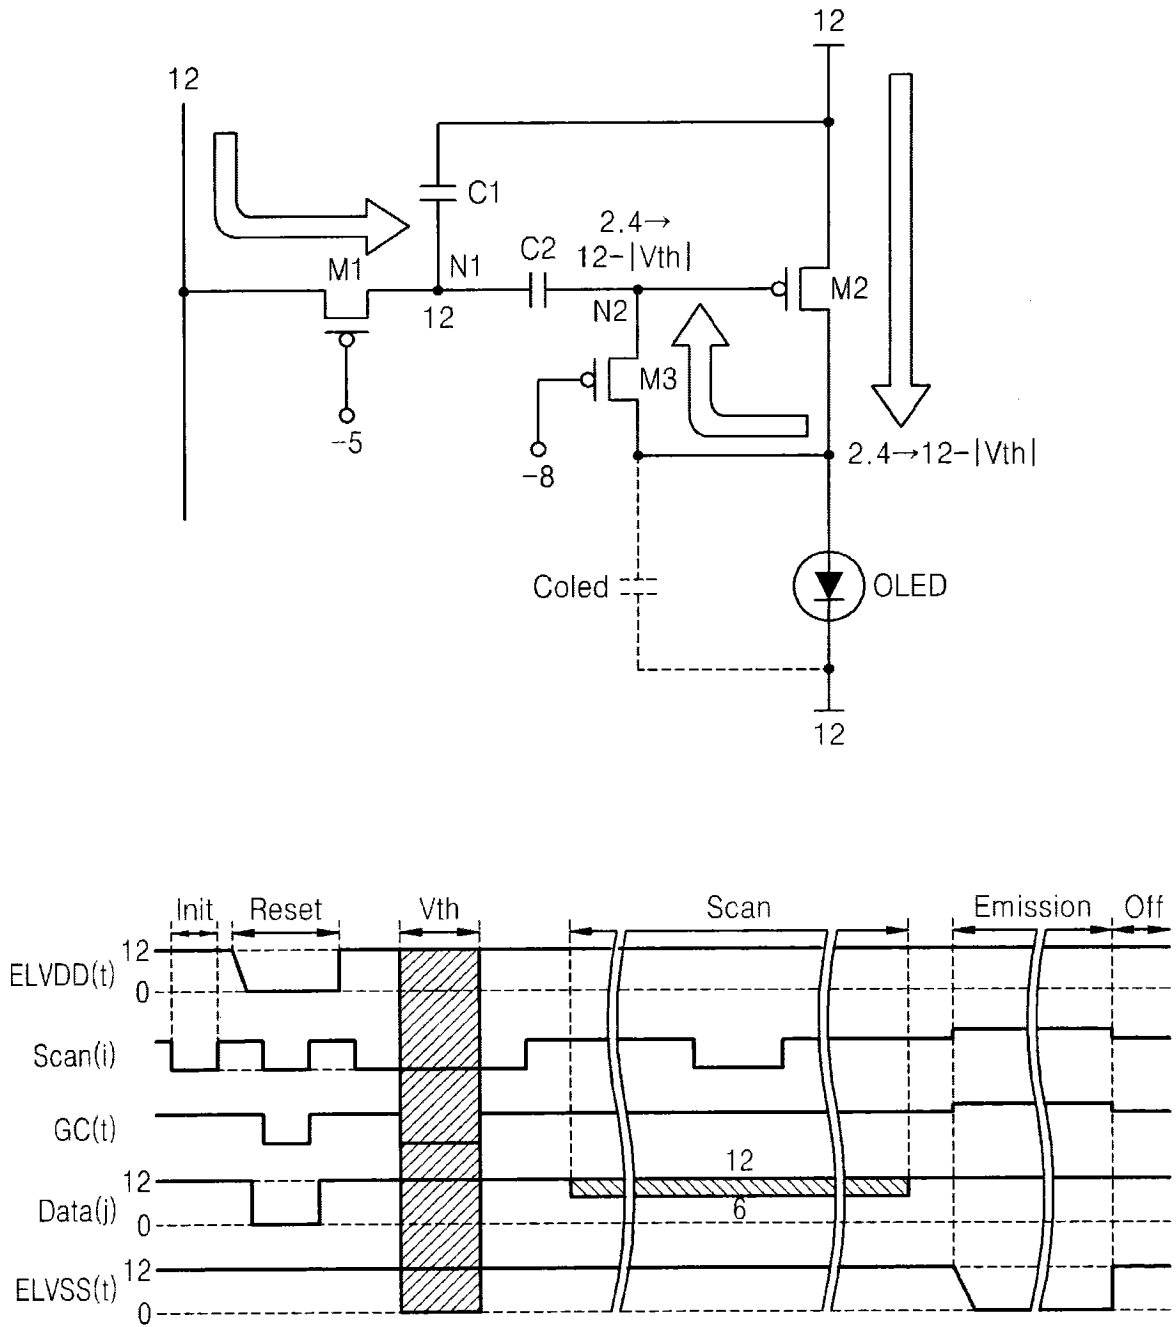 12
12
C1
2.4→
12-|Vth|
C2
M1
N1
12
N2
M2
M3
-5
-8
2.4→12-|Vth|
Coled
OLED
12
Init
Reset
Vth
Scan
Emission
Off
ELVDD(t)
12
0
Scan(i)
GC(t)
Data(j)
12
0
12
6
ELVSS(t)
12
0